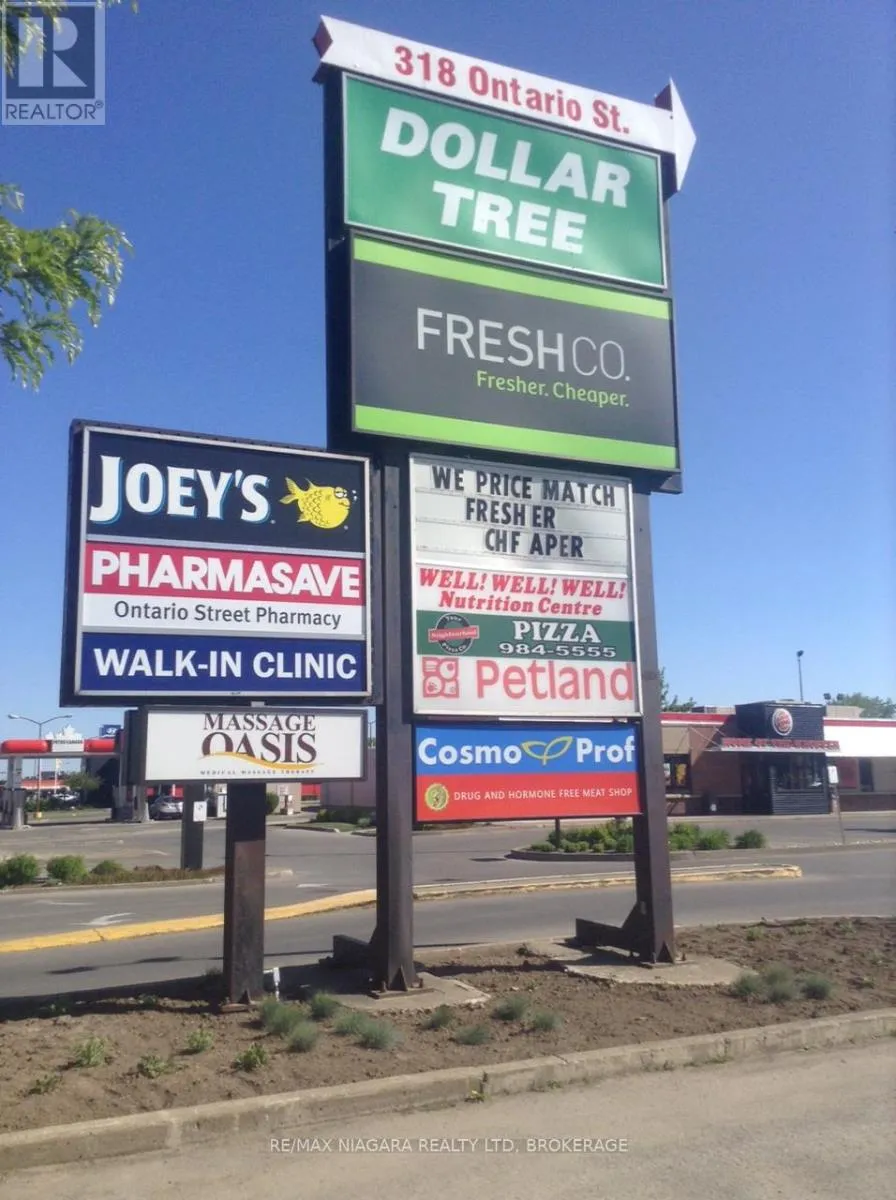 R
REALTOR®
318 Ontario St.
DOLLAR
TREE
FRESHCO.
Fresher. Cheaper.
WE PRICE MATCH
FRESHER
CHF APER
WELL! WELL! WELL!
Nutrition Centre
PIZZA
984-5555
Petland
Cosmo Prof
DRUG AND HORMONE FREE MEAT SHOP
JOEY'S
PHARMASAVE
Ontario Street Pharmacy
WALK-IN CLINIC
MASSAGE
OASIS
MEDICAL MASSAGE THERAPY
RE/MAX NIAGARA REALTY LTD, BROKERAGE